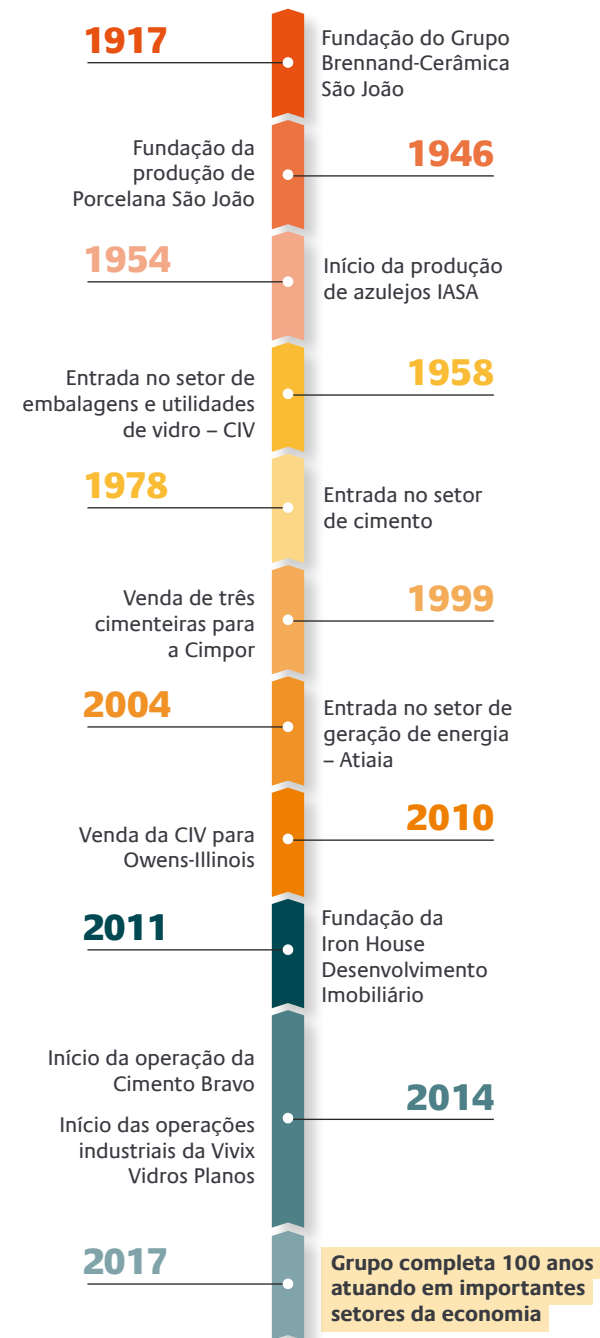 1917
Fundação do Grupo
Brennand-Cerâmica
São João
Fundação da
produção de
Porcelana São João
1946
1954
Início da produção
de azulejos IASA
Entrada no setor de
embalagens e utilidades
de vidro – CIV
1958
1978
Entrada no setor
de cimento
Venda de três
cimenteiras para
a Cimpor
1999
2004
Entrada no setor de
geração de energia
– Atiaia
Venda da CIV para
Owens-Illinois
2010
2011
Fundação da
Iron House
Desenvolvimento
Imobiliário
Início da operação da
Cimento Bravo
Início das operações
industriais da Vivix
Vidros Planos
2014
2017
Grupo completa 100 anos
atuando em importantes
setores da economia